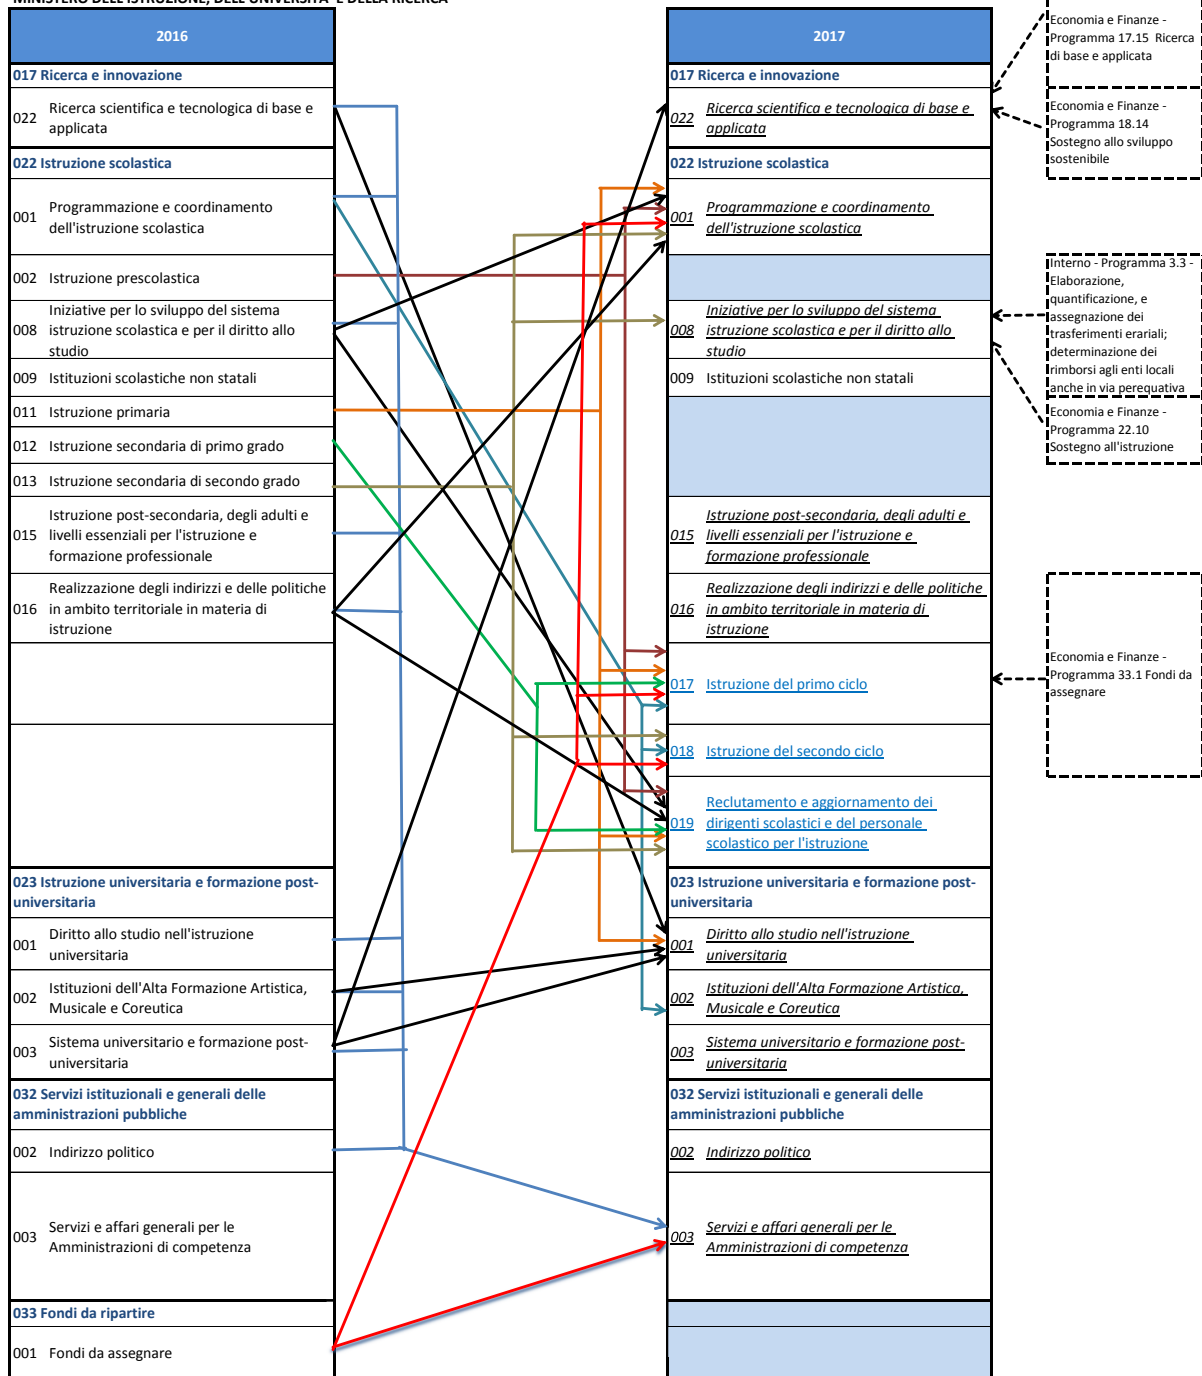 MINISTERO DELL'ISTRUZIONE, DELL'UNIVERSITA' E DELLA RICERCA
2016
017 Ricerca e innovazione
022 Ricerca scientifica e tecnologica di base e
applicata
022 Istruzione scolastica
001 Programmazione e coordinamento
dell'istruzione scolastica
002 Istruzione prescolastica
008 Iniziative per lo sviluppo del sistema
istruzione scolastica e per il diritto allo
studio
009 Istituzioni scolastiche non statali
011 Istruzione primaria
012 Istruzione secondaria di primo grado
013 Istruzione secondaria di secondo grado
015 Istruzione post-secondaria, degli adulti e
livelli essenziali per l'istruzione e
formazione professionale
016 Realizzazione degli indirizzi e delle politiche
in ambito territoriale in materia di
istruzione
023 Istruzione universitaria e formazione post-
universitaria
001 Diritto allo studio nell'istruzione
universitaria
002 Istituzioni dell'Alta Formazione Artistica,
Musicale e Coreutica
003 Sistema universitario e formazione post-
universitaria
032 Servizi istituzionali e generali delle
amministrazioni pubbliche
002 Indirizzo politico
003 Servizi e affari generali per le
Amministrazioni di competenza
033 Fondi da ripartire
001 Fondi da assegnare
2017
017 Ricerca e innovazione
022 Ricerca scientifica e tecnologica di base e
applicata
022 Istruzione scolastica
001 Programmazione e coordinamento
dell'istruzione scolastica
008 Iniziative per lo sviluppo del sistema
istruzione scolastica e per il diritto allo
studio
009 Istituzioni scolastiche non statali
015 Istruzione post-secondaria, degli adulti e
livelli essenziali per l'istruzione e
formazione professionale
016 Realizzazione degli indirizzi e delle politiche
in ambito territoriale in materia di
istruzione
017 Istruzione del primo ciclo
018 Istruzione del secondo ciclo
019 Reclutamento e aggiornamento dei
dirigenti scolastici e del personale
scolastico per l'istruzione
023 Istruzione universitaria e formazione post-
universitaria
001 Diritto allo studio nell'istruzione
universitaria
002 Istituzioni dell'Alta Formazione Artistica,
Musicale e Coreutica
003 Sistema universitario e formazione post-
universitaria
032 Servizi istituzionali e generali delle
amministrazioni pubbliche
002 Indirizzo politico
003 Servizi e affari generali per le
Amministrazioni di competenza
Economia e Finanze -
Programma 17.15 Ricerca
di base e applicata
Economia e Finanze -
Programma 18.14
Sostegno allo sviluppo
sostenibile
Interno - Programma 3.3 -
Elaborazione,
quantificazione, e
assegnazione dei
trasferimenti erariali;
determinazione dei
rimborsi agli enti locali
anche in via perequativa
Economia e Finanze -
Programma 22.10
Sostegno all'istruzione
Economia e Finanze -
Programma 33.1 Fondi da
assegnare